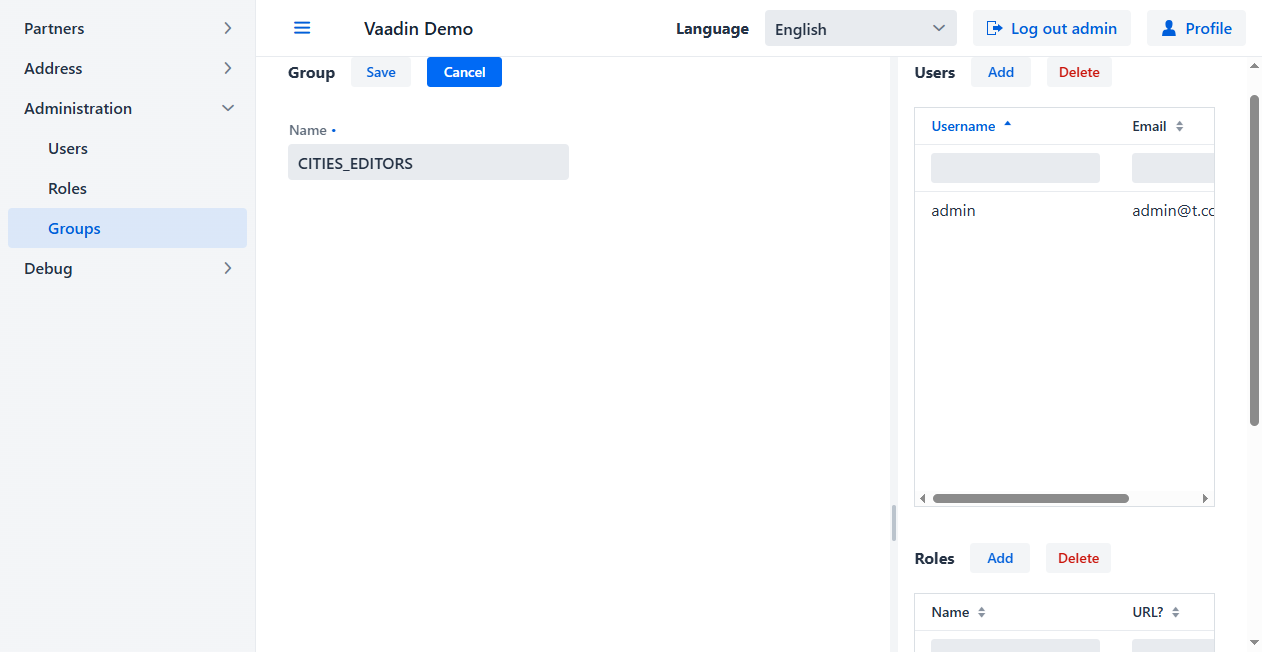 Partners
Address
Administration
Users
Roles
Groups
Debug
Vaadin Demo
Language
English
Log out admin
Profile
Group
Save
Cancel
Name •
CITIES_EDITORS
Users
Add
Delete
Username
Email
admin
admin@t.cc
Roles
Add
Delete
Name
URL?